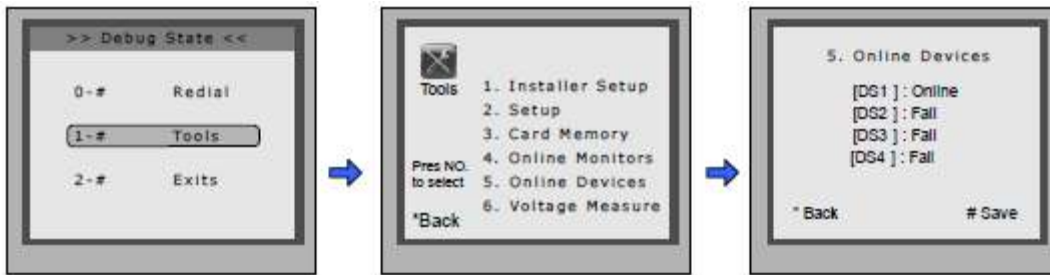 >> Debug State <<
0-# Redial
1-# Tools
2-# Exits
Tools
1. Installer Setup
2. Setup
3. Card Memory
4. Online Monitors
5. Online Devices
6. Voltage Measure
Pres NO.
to select
*Back
5. Online Devices
[DS1 ] : Online
[DS2 ] : Fail
[DS3 ] : Fail
[DS4 ] : Fail
* Back # Save